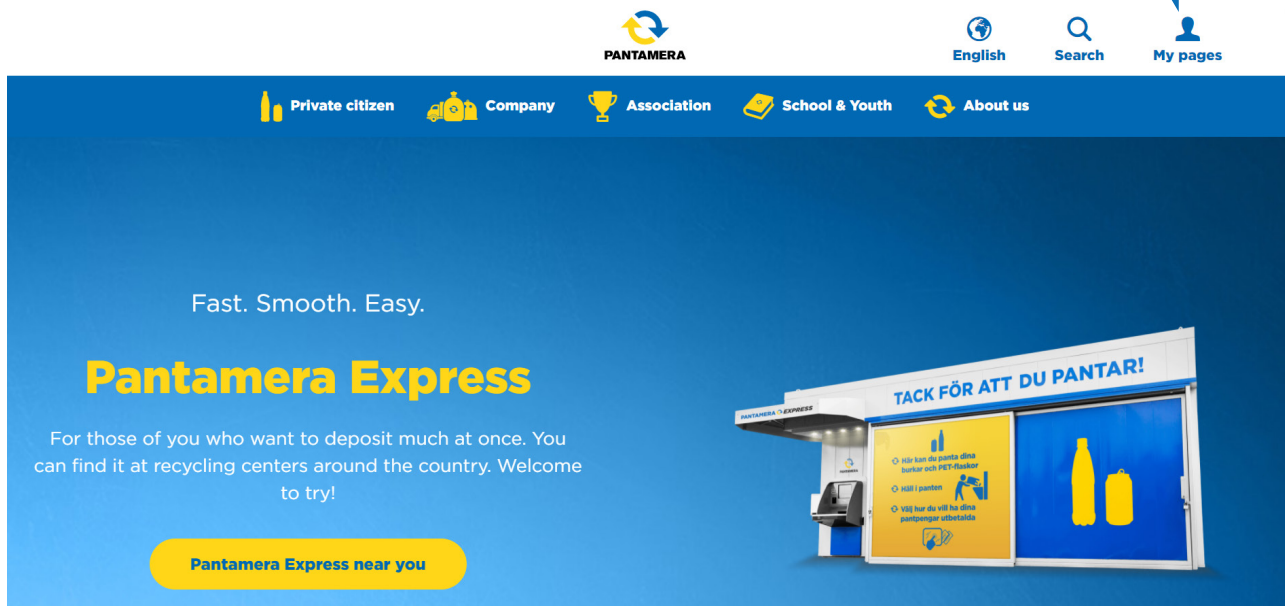 PANTAMERA
English
Search
My pages
Private citizen
Company
Association
School & Youth
About us
Fast. Smooth. Easy.
Pantamera Express
For those of you who want to deposit much at once. You
can find it at recycling centers around the country. Welcome
to try!
Pantamera Express near you
TACK FÖR ATT DU PANTAR!
PANTAMERA EXPRESS
PANTAMERA
Här kan du panta dina
burkar och PET-flaskor
Häll i panten
Välj hur du vill ha dina
pantpengar utbetalda